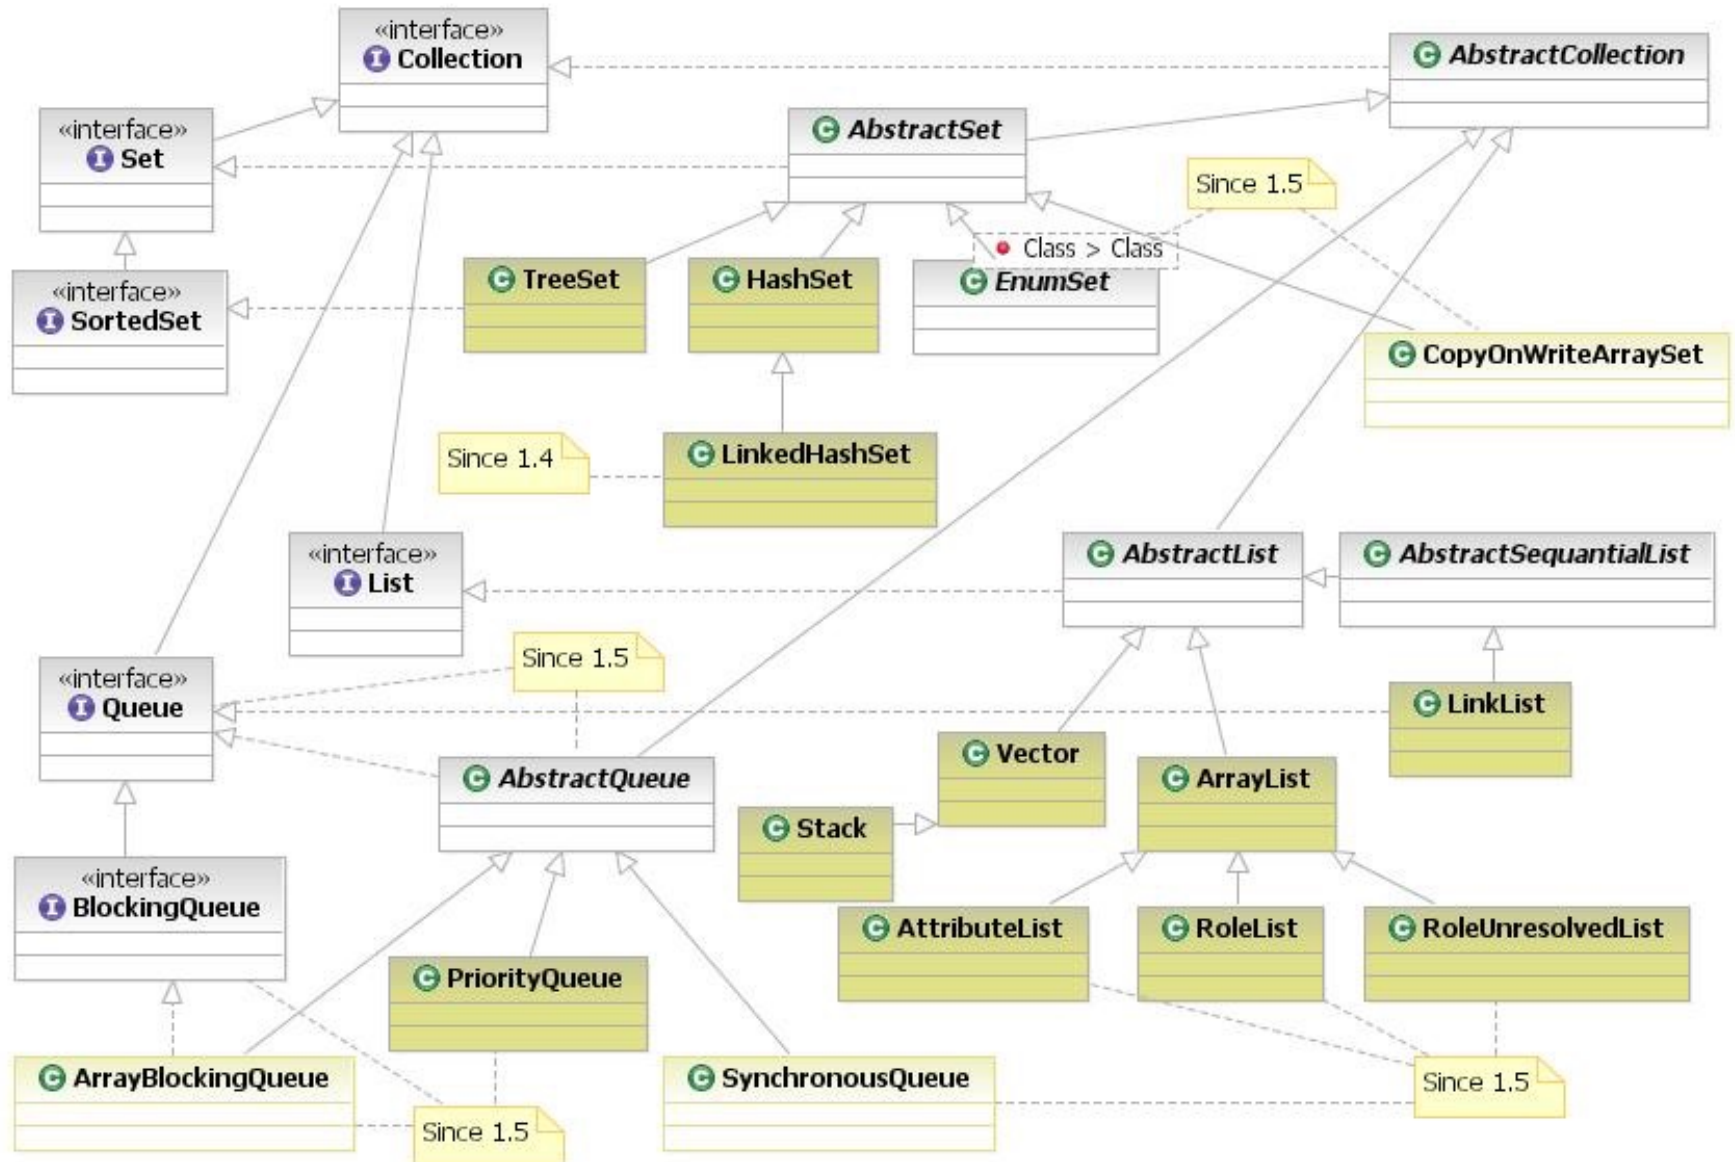 «interface»
Collection
AbstractCollection
«interface»
Set
AbstractSet
Since 1.5
Class > Class
TreeSet
HashSet
EnumSet
«interface»
SortedSet
CopyOnWriteArraySet
Since 1.4
LinkedHashSet
«interface»
List
AbstractList
AbstractSequantialList
Since 1.5
«interface»
Queue
LinkList
Vector
AbstractQueue
ArrayList
Stack
«interface»
BlockingQueue
AttributeList
RoleList
RoleUnresolvedList
PriorityQueue
ArrayBlockingQueue
SynchronousQueue
Since 1.5
Since 1.5